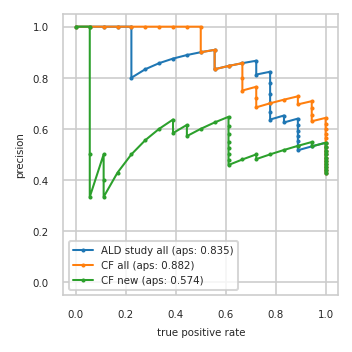 1.0
0.8
0.6
0.4
0.2
0.0
precision
ALD study all (aps: 0.835)
CF all (aps: 0.882)
CF new (aps: 0.574)
0.0 0.2 0.4 0.6 0.8 1.0
true positive rate